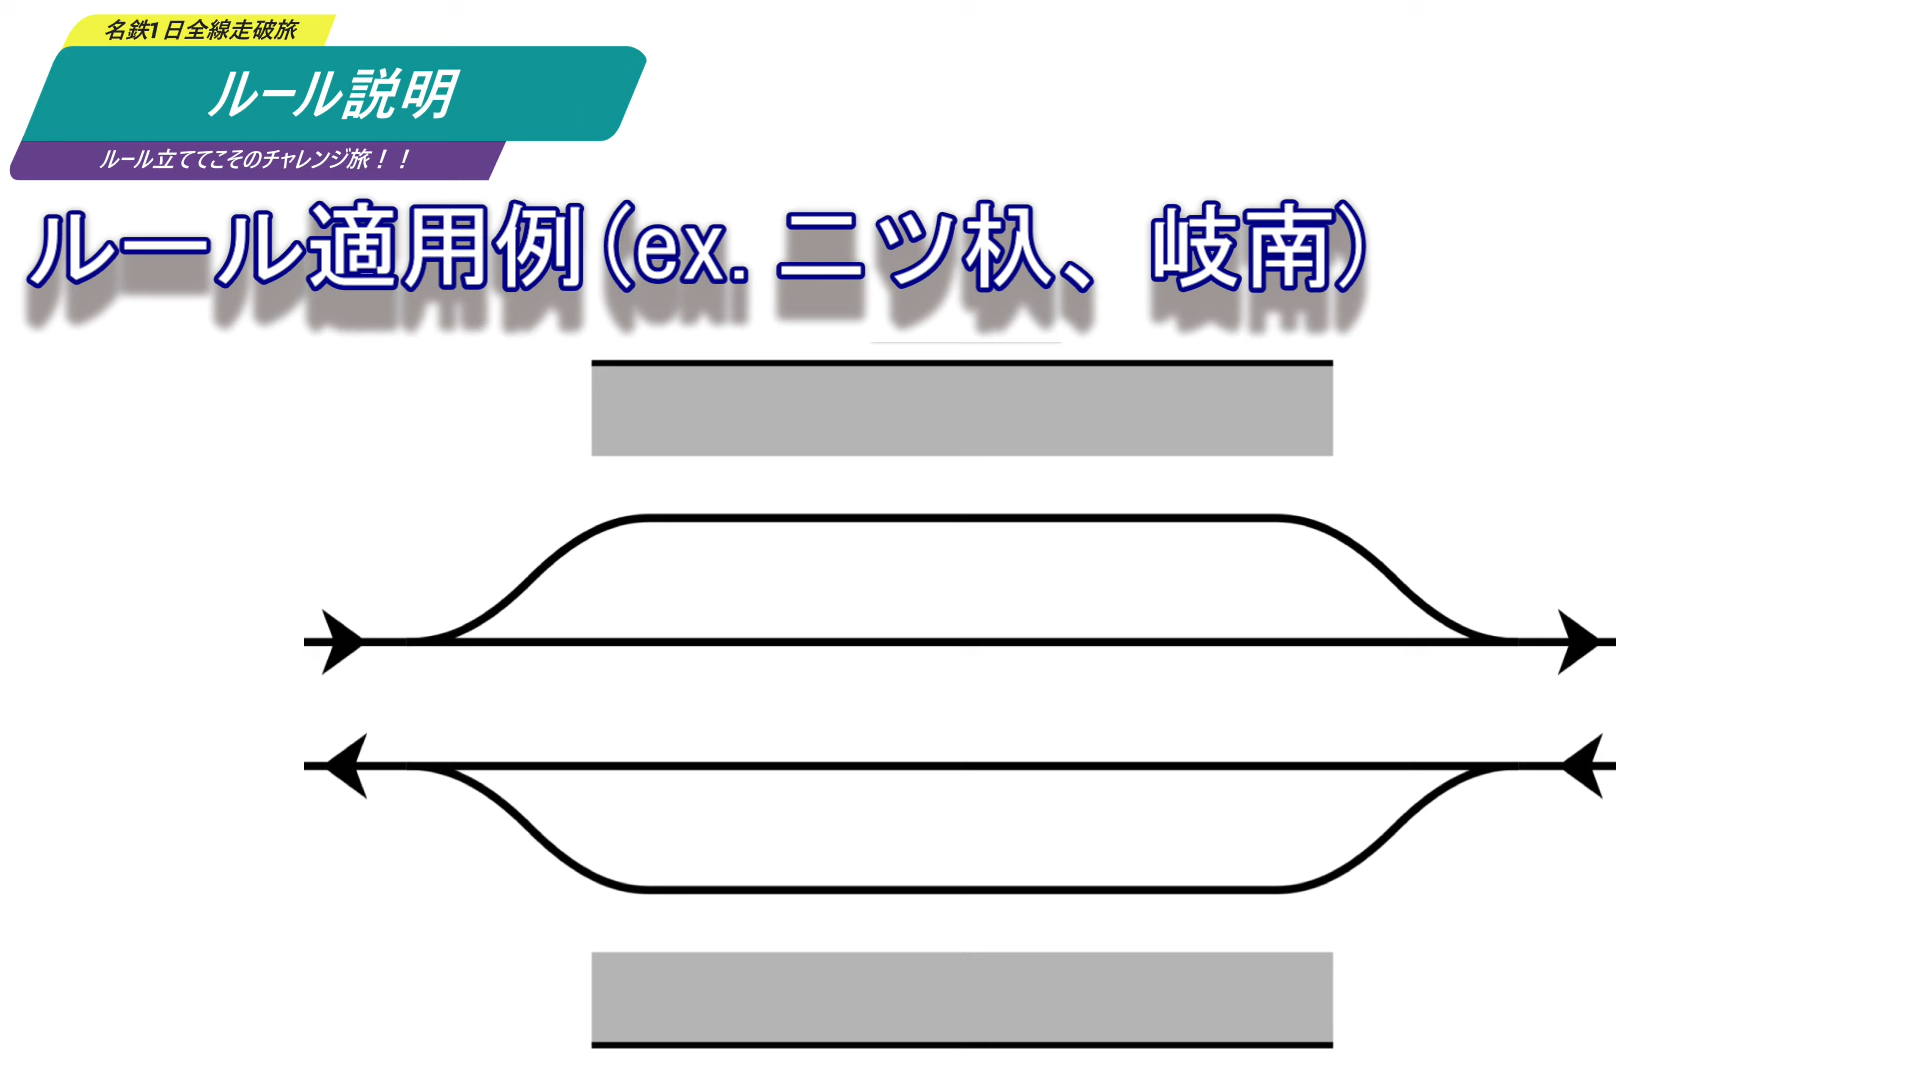 名鉄1日全線走破旅
ルール説明
ルール立ててこそのチャレンジ旅！！
ルール適用例(ex.二ツ杁、岐南)